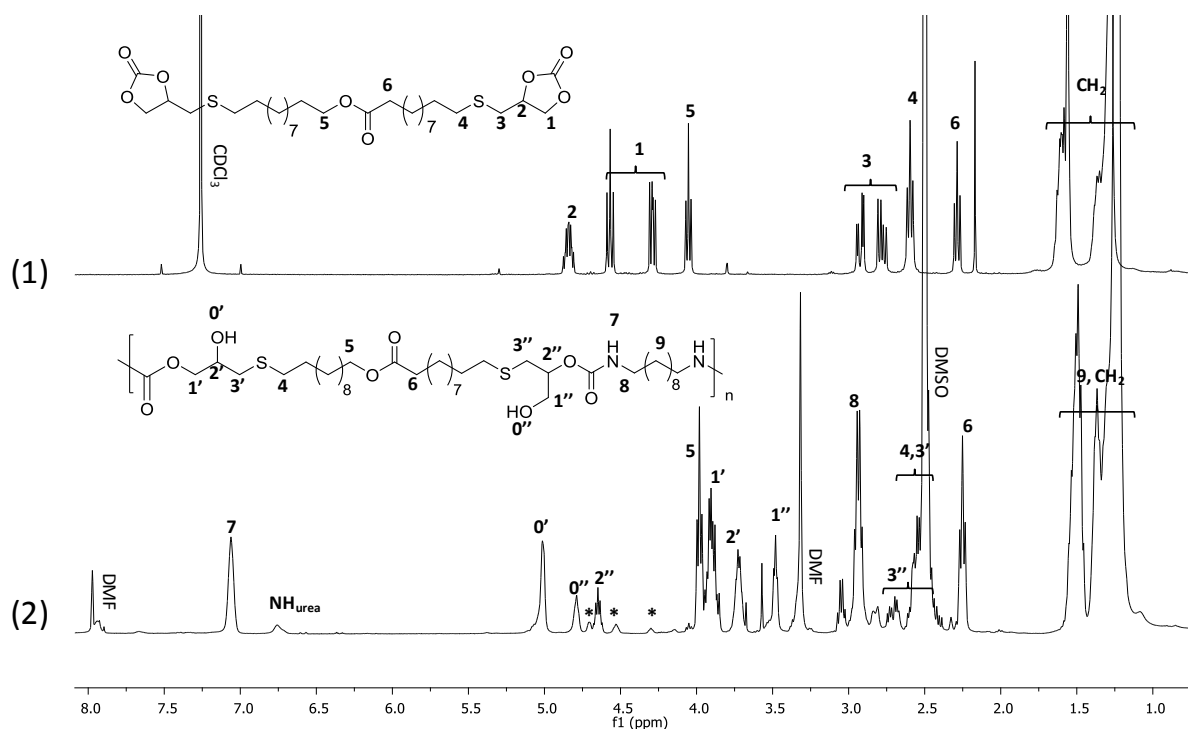 (1)
O
O
O
S
7
O
5
6
O
7
4
S
3
2
O
O
O
1
CDCl3
2
1
5
3
4
6
CH2
(2)
0'
OH
O
O
1'
2'
3'
S
4
8
5
O
O
6
7
S
3''
2''
1''
HO
0''
O
O
7
H
N
8
9
8
NH
n
DMF
7
NHurea
0'
0''
2''
*
*
*
5
1'
2'
1''
DMF
8
3''
4,3'
DMSO
6
9, CH2
8.0 7.5 7.0 6.5 6.0 5.5 5.0 4.5 4.0 3.5 3.0 2.5 2.0 1.5 1.0
f1 (ppm)